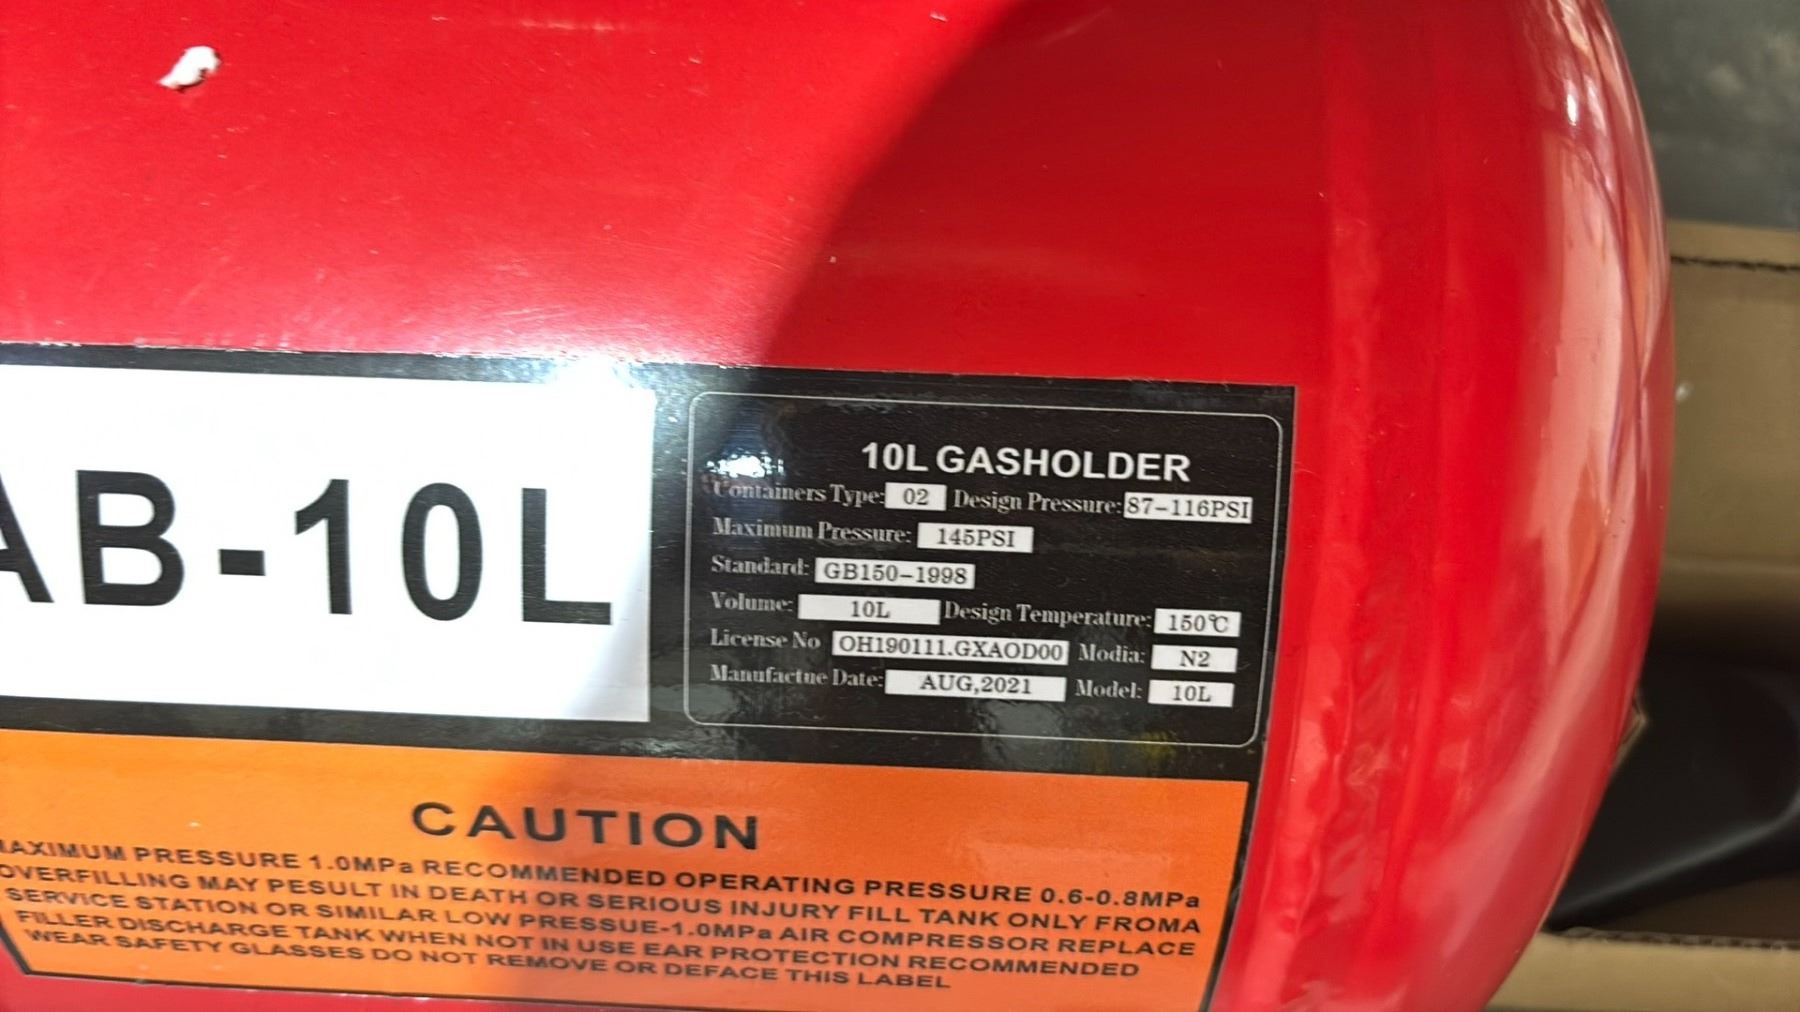 AB-10L
10L GASHOLDER
Containers Type: 02 Design Pressure: 87-116PSI
Maximum Pressure: 145PSI
Standard: GB150-1998
Volume: 10L Design Temperature: 150℃
License No OH190111.GXAOD00 Modia: N2
Manufactue Date: AUG,2021 Model: 10L
CAUTION
MAXIMUM PRESSURE 1.0MPa RECOMMENDED OPERATING PRESSURE 0.6-0.8MPa
OVERFILLING MAY PESULT IN DEATH OR SERIOUS INJURY FILL TANK ONLY FROMA
SERVICE STATION OR SIMILAR LOW PRESSUE-1.0MPa AIR COMPRESSOR REPLACE
FILLER DISCHARGE TANK WHEN NOT IN USE EAR PROTECTION RECOMMENDED
WEAR SAFETY GLASSES DO NOT REMOVE OR DEFACE THIS LABEL